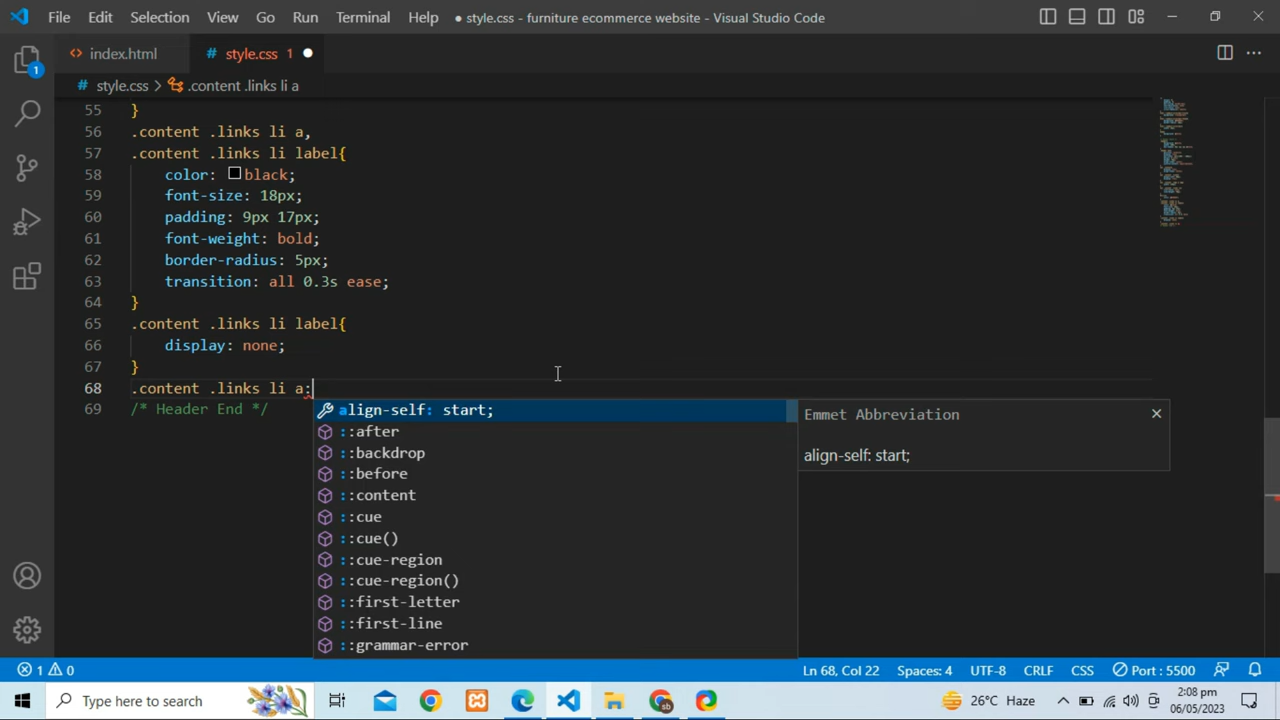 File Edit Selection View Go Run Terminal Help ● style.css - furniture ecommerce website - Visual Studio Code
<> index.html # style.css 1 ●
# style.css > .content .links li a
55 }
56 .content .links li a,
57 .content .links li label{
58 color: black;
59 font-size: 18px;
60 padding: 9px 17px;
61 font-weight: bold;
62 border-radius: 5px;
63 transition: all 0.3s ease;
64 }
65 .content .links li label{
66 display: none;
67 }
68 .content .links li a:
69 /* Header End */
align-self: start;
::after
::backdrop
::before
::content
::cue
::cue()
::cue-region
::cue-region()
::first-letter
::first-line
::grammar-error
Emmet Abbreviation
align-self: start;
1
1 0 Ln 68, Col 22 Spaces: 4 UTF-8 CRLF CSS Port : 5500
Type here to search 26°C Haze 2:08 pm
06/05/2023